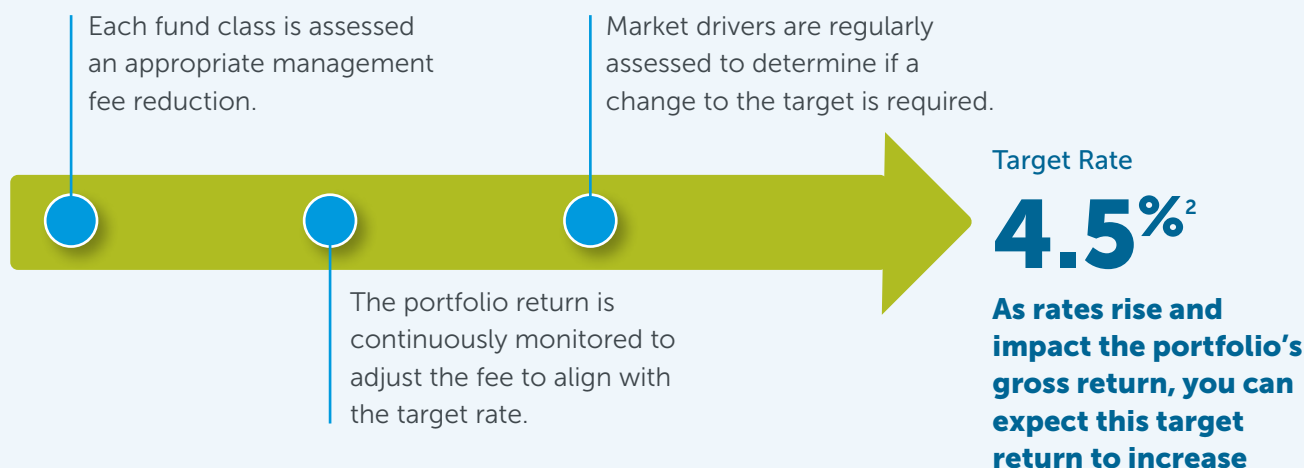 Each fund class is assessed
an appropriate management
fee reduction.
The portfolio return is
continuously monitored to
adjust the fee to align with
the target rate.
Market drivers are regularly
assessed to determine if a
change to the target is required.
Target Rate
4.5%²
As rates rise and
impact the portfolio’s
gross return, you can
expect this target
return to increase